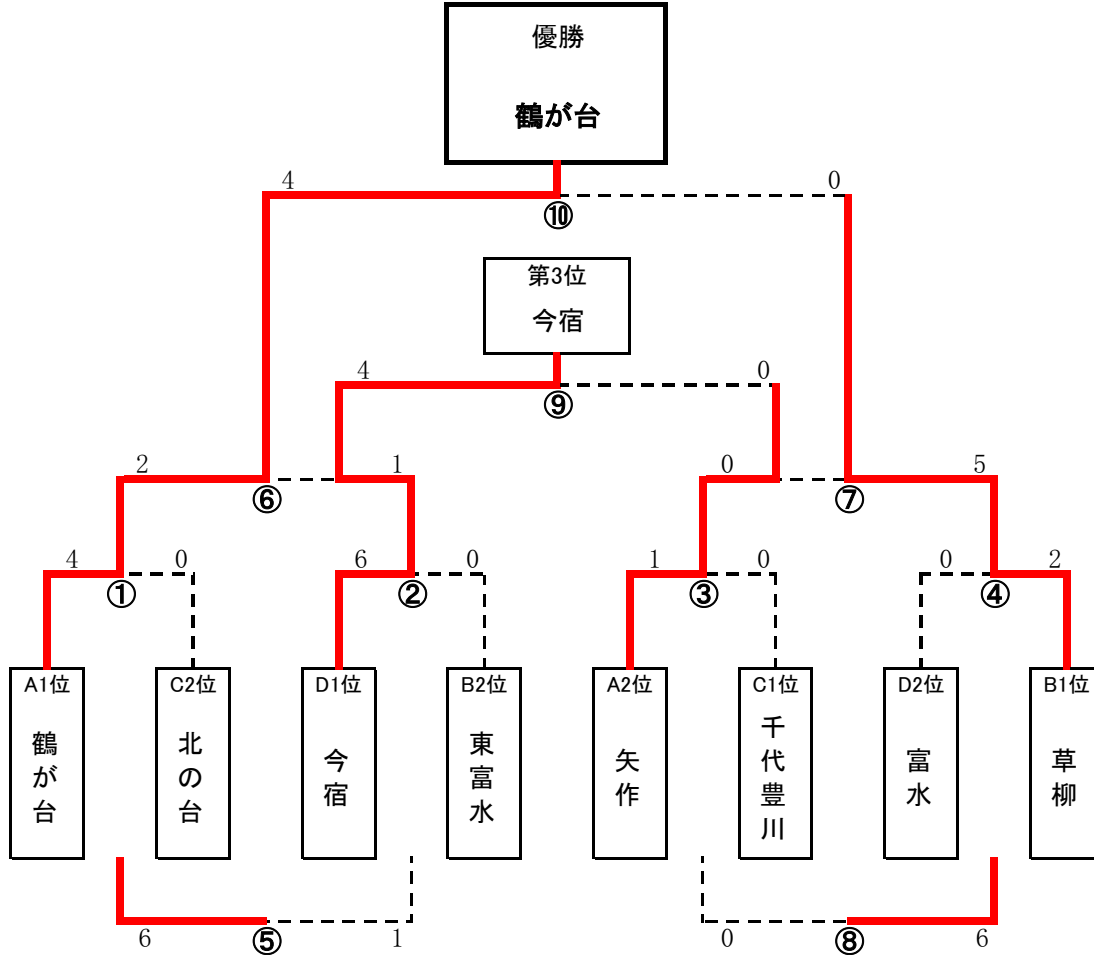 優勝
鶴が台
4 0
⑩
第3位
今宿
4 0
⑨
2 1 0 5
⑥ ⑦
4 0 6 0 1 0 0 2
① ② ③ ④
A1位 C2位 D1位 B2位 A2位 C1位 D2位 B1位
鶴が台 北の台 今宿 東富水 矢作 千代豊川 富水 草柳
6 ⑤ 1 0 ⑧ 6